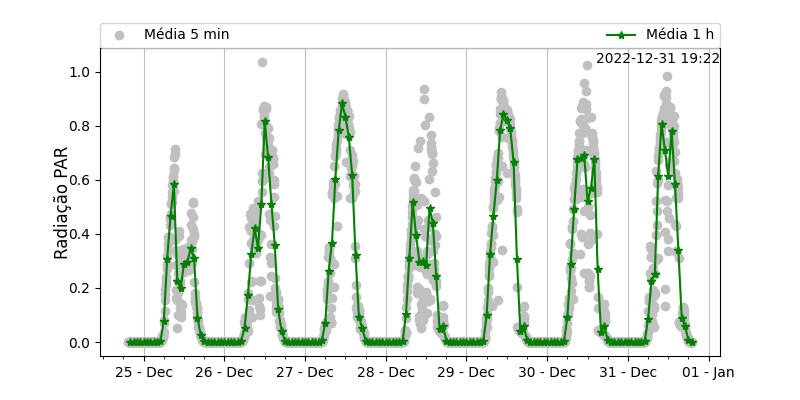 Média 5 min
Média 1 h
2022-12-31 19:22
Radiação PAR
1.0
0.8
0.6
0.4
0.2
0.0
25 - Dec
26 - Dec
27 - Dec
28 - Dec
29 - Dec
30 - Dec
31 - Dec
01 - Jan